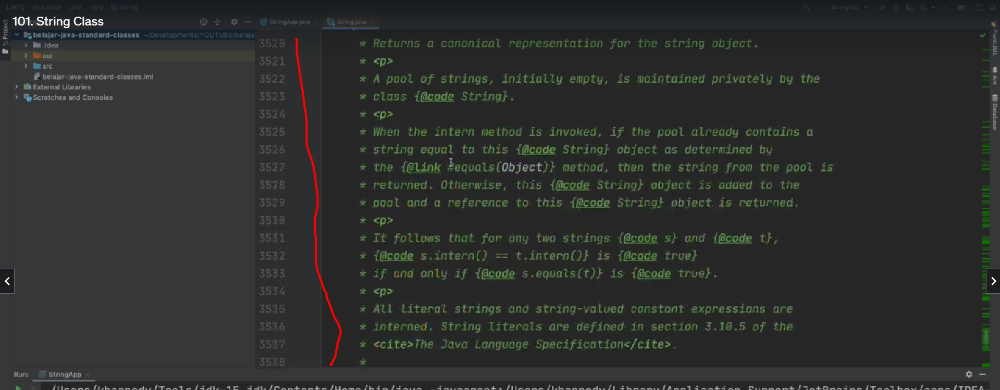 [JRT] java.base java lang String
StringApp
101. String Class
StringApp.java
String.java
1: Project
belajar-java-standard-classes ~/Developments/YOUTUBE/belaja
.idea
out
src
belajar-java-standard-classes.iml
External Libraries
Scratches and Consoles
3520 * Returns a canonical representation for the string object.
3521 * <p>
3522 * A pool of strings, initially empty, is maintained privately by the
3523 * class {@code String}.
3524 * <p>
3525 * When the intern method is invoked, if the pool already contains a
3526 * string equal to this {@code String} object as determined by
3527 * the {@link #equals(Object)} method, then the string from the pool is
3528 * returned. Otherwise, this {@code String} object is added to the
3529 * pool and a reference to this {@code String} object is returned.
3530 * <p>
3531 * It follows that for any two strings {@code s} and {@code t},
3532 * {@code s.intern() == t.intern()} is {@code true}
3533 * if and only if {@code s.equals(t)} is {@code true}.
3534 * <p>
3535 * All literal strings and string-valued constant expressions are
3536 * interned. String literals are defined in section 3.10.5 of the
3537 * <cite>The Java Language Specification</cite>.
3538 *
PlantUML
Ant
Database
Run: StringApp
/Users/khannedy/Tools/jdk-15.jdk/Contents/Home/bin/java -javaagent:/Users/khannedy/Library/Application Support/JetBrains/Toolbox/apps/IDEA-